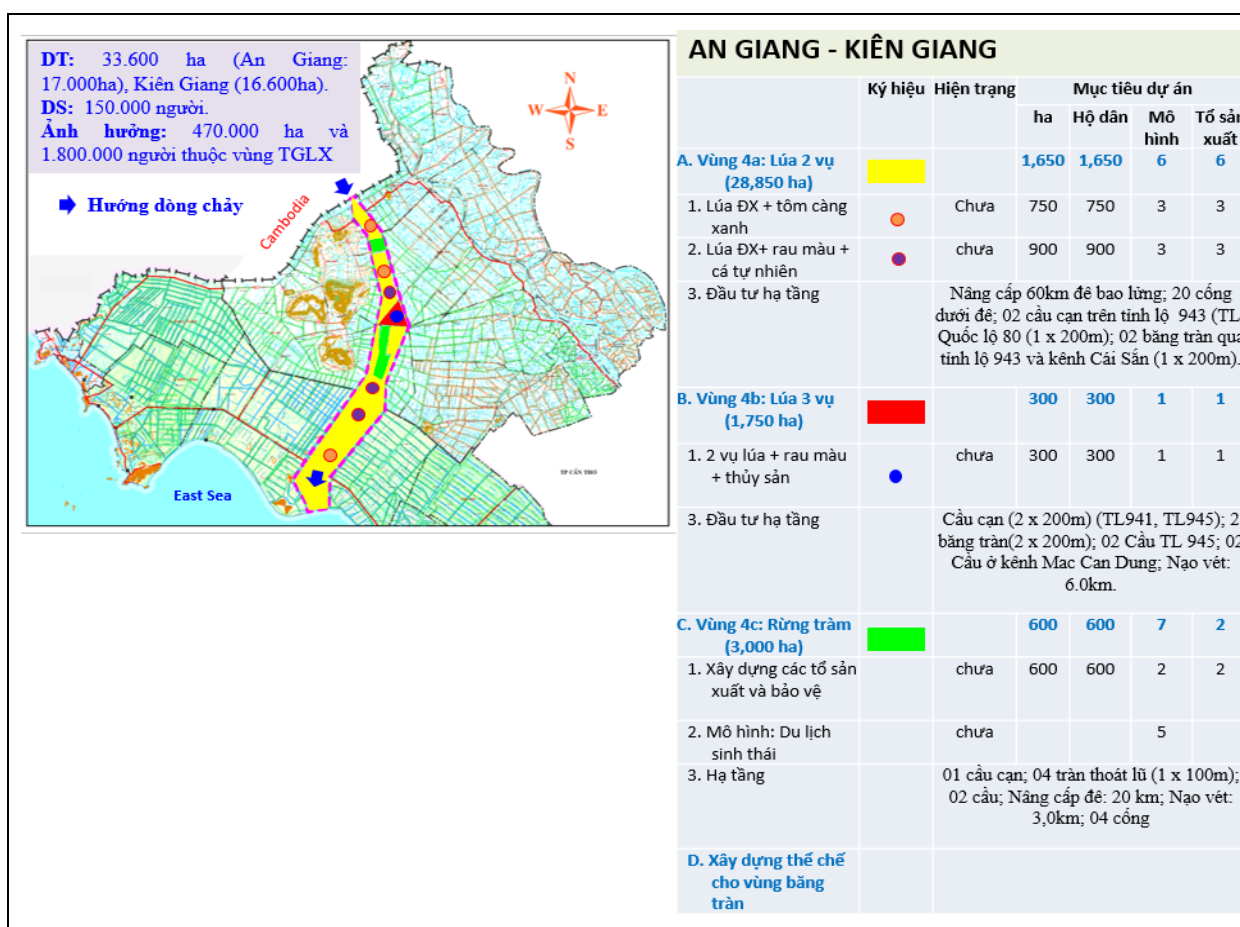 DT: 33.600 ha (An Giang:
17.000ha), Kiên Giang (16.600ha).
DS: 150.000 người.
Ảnh hưởng: 470.000 ha và
1.800.000 người thuộc vùng TGLX
Hướng dòng chảy
N
W
E
S
Cambodia
East Sea
TP CẦN THƠ
AN GIANG - KIÊN GIANG
Ký hiệu Hiện trạng Mục tiêu dự án
ha Hộ dân Mô hình Tổ sản xuất
A. Vùng 4a: Lúa 2 vụ (28,850 ha) 1,650 1,650 6 6
1. Lúa ĐX + tôm càng xanh Chưa 750 750 3 3
2. Lúa ĐX+ rau màu + cá tự nhiên chưa 900 900 3 3
3. Đầu tư hạ tầng
Nâng cấp 60km đê bao lửng; 20 cống
dưới đê; 02 cầu cạn trên tỉnh lộ 943 (TL
Quốc lộ 80 (1 x 200m); 02 băng tràn qua
tỉnh lộ 943 và kênh Cái Sắn (1 x 200m).
B. Vùng 4b: Lúa 3 vụ (1,750 ha) 300 300 1 1
1. 2 vụ lúa + rau màu + thủy sản chưa 300 300 1 1
3. Đầu tư hạ tầng
Cầu cạn (2 x 200m) (TL941, TL945); 2
băng tràn(2 x 200m); 02 Cầu TL 945; 02
Cầu ở kênh Mac Can Dung; Nạo vét:
6.0km.
C. Vùng 4c: Rừng tràm (3,000 ha) 600 600 7 2
1. Xây dựng các tổ sản xuất và bảo vệ chưa 600 600 2 2
2. Mô hình: Du lịch sinh thái chưa 5
3. Hạ tầng
01 cầu cạn; 04 tràn thoát lũ (1 x 100m);
02 cầu; Nâng cấp đê: 20 km; Nạo vét:
3,0km; 04 cống
D. Xây dựng thể chế
cho vùng băng
tràn